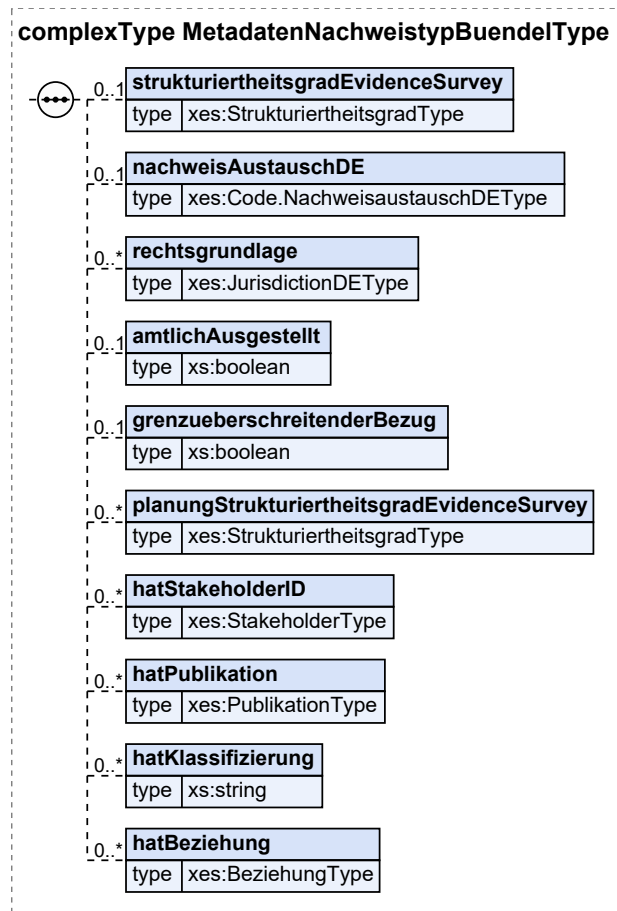 complexType MetadatenNachweistypBuendelType
0..1 strukturiertheitsgradEvidenceSurvey
type xes:StrukturiertheitsgradType
0..1 nachweisAustauschDE
type xes:Code.NachweisaustauschDEType
0..* rechtsgrundlage
type xes:JurisdictionDEType
0..1 amtlichAusgestellt
type xs:boolean
0..1 grenzueberschreitenderBezug
type xs:boolean
0..* planungStrukturiertheitsgradEvidenceSurvey
type xes:StrukturiertheitsgradType
0..* hatStakeholderID
type xes:StakeholderType
0..* hatPublikation
type xes:PublikationType
0..* hatKlassifizierung
type xs:string
0..* hatBeziehung
type xes:BeziehungType